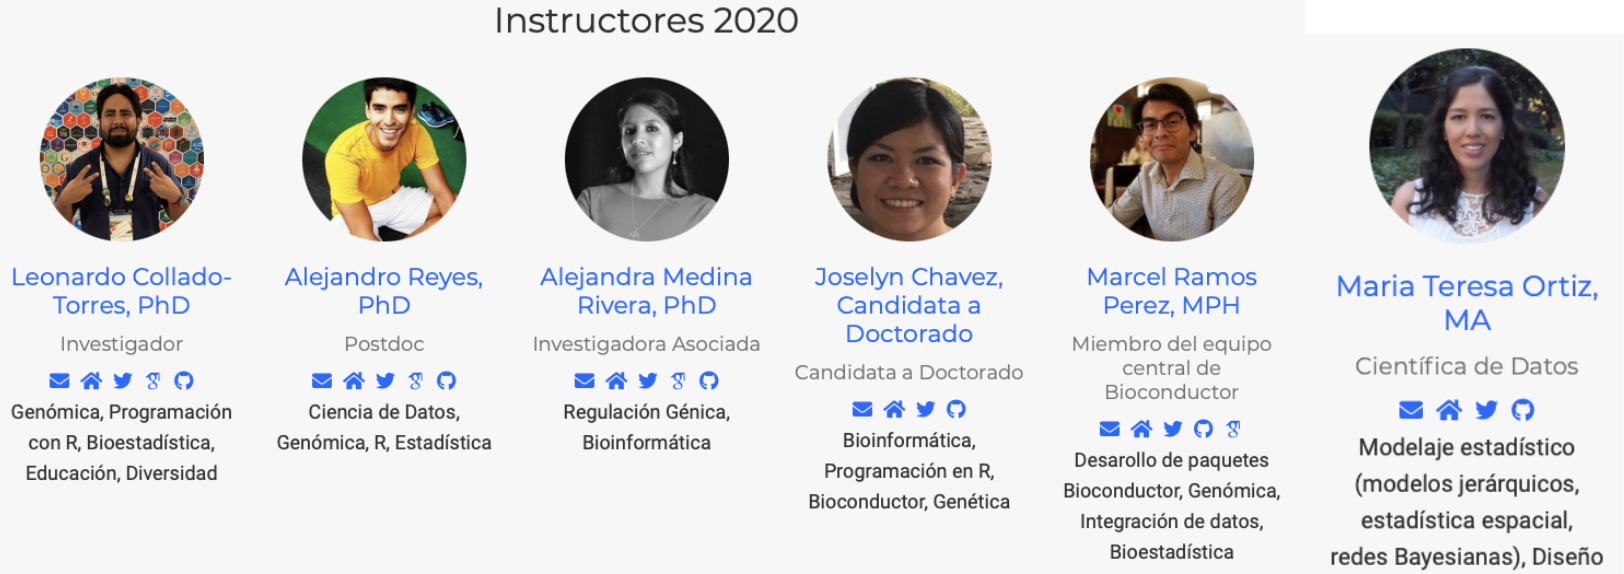 Instructores 2020
Leonardo Collado-
Torres, PhD
Investigador
Genómica, Programación
con R, Bioestadística,
Educación, Diversidad
Alejandro Reyes,
PhD
Postdoc
Ciencia de Datos,
Genómica, R, Estadística
Alejandra Medina
Rivera, PhD
Investigadora Asociada
Regulación Génica,
Bioinformática
Joselyn Chavez,
Candidata a
Doctorado
Candidata a Doctorado
Bioinformática,
Programación en R,
Bioconductor, Genética
Marcel Ramos
Perez, MPH
Miembro del equipo
central de
Bioconductor
Desarollo de paquetes
Bioconductor, Genómica,
Integración de datos,
Bioestadística
Maria Teresa Ortiz,
MA
Científica de Datos
Modelaje estadístico
(modelos jerárquicos,
estadística espacial,
redes Bayesianas), Diseño